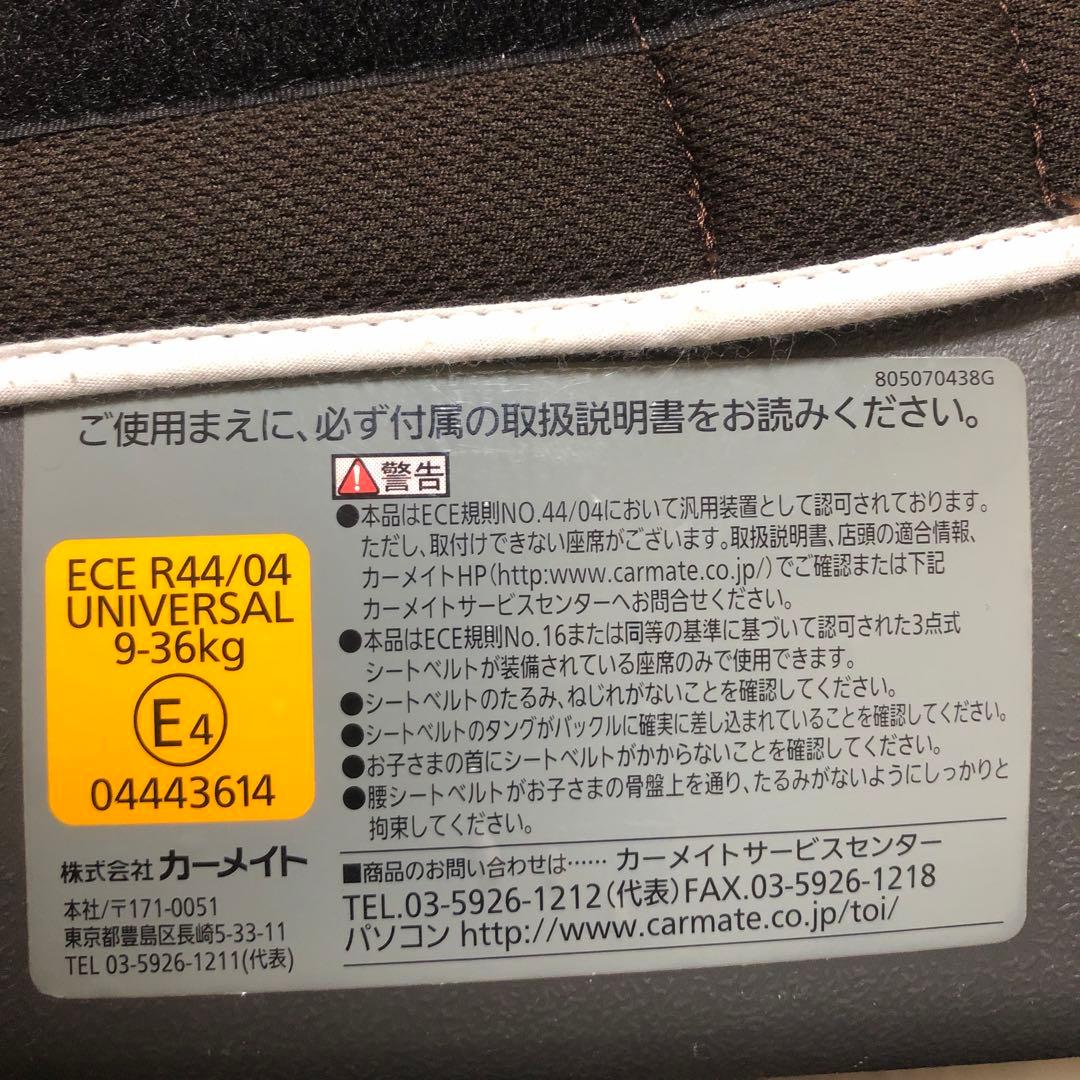 805070438G
ご使用まえに、必ず付属の取扱説明書をお読みください。
警告
●本品はECE規則NO.44/04において汎用装置として認可されております。
ただし、取付けできない座席がございます。取扱説明書、店頭の適合情報、
カーメイトHP(http:www.carmate.co.jp/)でご確認または下記
カーメイトサービスセンターへお問合せください。
●本品はECE規則No.16または同等の基準に基づいて認可された3点式
シートベルトが装備されている座席のみで使用できます。
●シートベルトのたるみ、ねじれがないことを確認してください。
●シートベルトのタングがバックルに確実に差し込まれていることを確認してください。
●お子さまの首にシートベルトがかからないことを確認してください。
●腰シートベルトがお子さまの骨盤上を通り、たるみがないようにしっかりと
拘束してください。
ECE R44/04
UNIVERSAL
9-36kg
E4
04443614
株式会社 カーメイト
本社/〒171-0051
東京都豊島区長崎5-33-11
TEL 03-5926-1211(代表)
■商品のお問い合わせは…… カーメイトサービスセンター
TEL.03-5926-1212(代表)FAX.03-5926-1218
パソコン http://www.carmate.co.jp/toi/